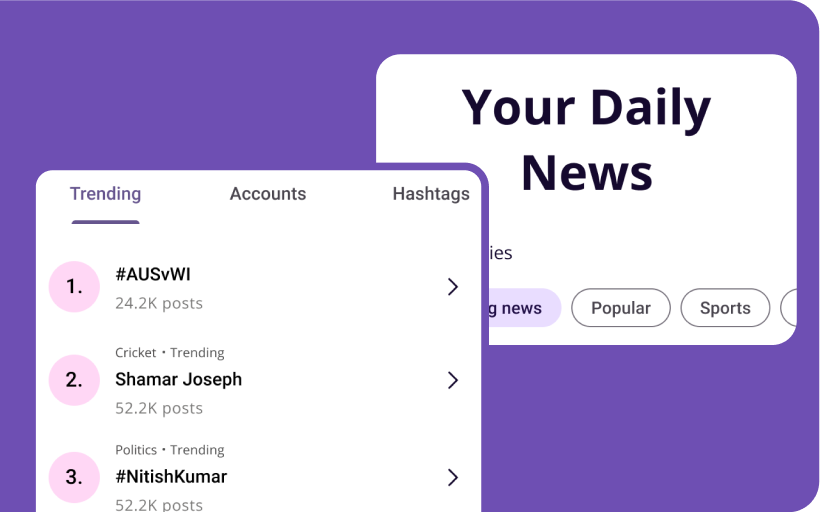 Your Daily
News
ies
g news
Popular
Sports
Trending
Accounts
Hashtags
1.
#AUSvWI
24.2K posts
Cricket • Trending
2.
Shamar Joseph
52.2K posts
Politics • Trending
3.
#NitishKumar
52.2K posts